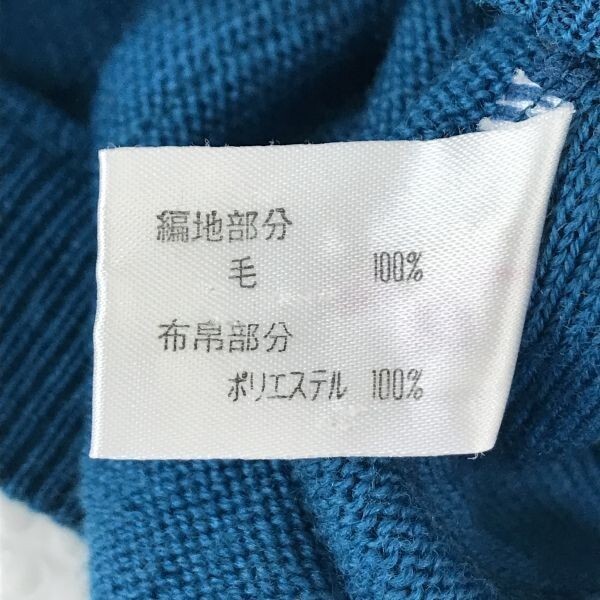 編地部分
毛 100%
布帛部分
ポリエステル 100%